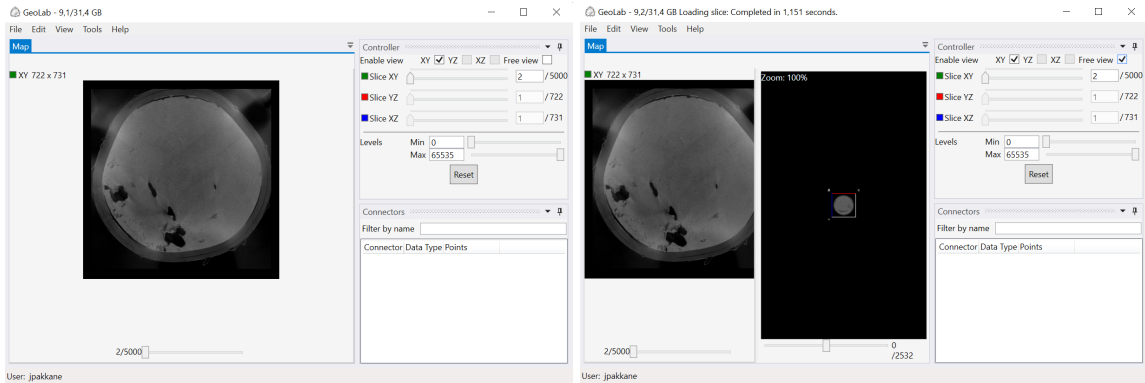 GeoLab - 9,1/31,4 GB
File Edit View Tools Help
Map
XY 722 x 731
2/5000
Controller
Enable view XY YZ XZ Free view
Slice XY 2 /5000
Slice YZ 1 /722
Slice XZ 1 /731
Levels Min 0
Max 65535
Reset
Connectors
Filter by name
Connector Data Type Points
User: jpakkane
GeoLab - 9,2/31,4 GB Loading slice: Completed in 1,151 seconds.
File Edit View Tools Help
Map
XY 722 x 731
2/5000
Zoom: 100%
0
/2532
Controller
Enable view XY YZ XZ Free view
Slice XY 2 /5000
Slice YZ 1 /722
Slice XZ 1 /731
Levels Min 0
Max 65535
Reset
Connectors
Filter by name
Connector Data Type Points
User: jpakkane